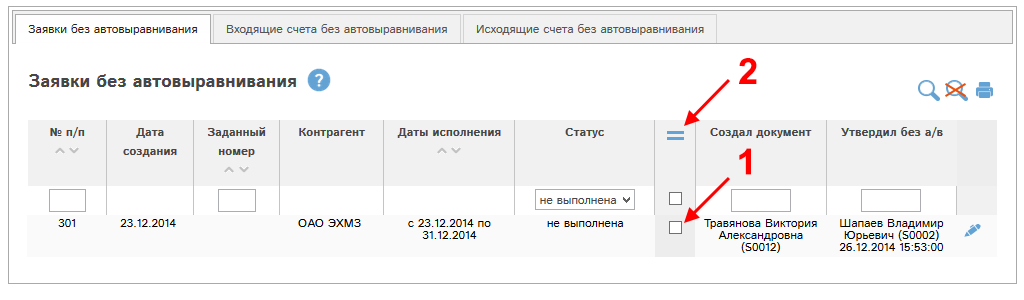 Заявки без автовыравнивания
Входящие счета без автовыравнивания
Исходящие счета без автовыравнивания
2
Заявки без автовыравнивания ?
№ п/п
Дата
создания
Заданный
номер
Контрагент
Даты исполнения
Статус
Создал документ
Утвердил без а/в
1
не выполнена
301
23.12.2014
ОАО ЭХМЗ
с 23.12.2014 по
31.12.2014
не выполнена
Травянова Виктория
Александровна
(S0012)
Шапаев Владимир
Юрьевич (S0002)
26.12.2014 15:53:00